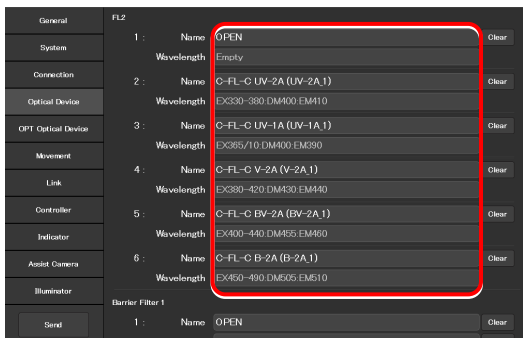 General
System
Connection
Optical Device
OPT Optical Device
Movement
Link
Controller
Indicator
Assist Camera
Illuminator
Send
FL2
1 : Name OPEN Clear
Wavelength Empty
2 : Name C-FL-C UV-2A (UV-2A_1) Clear
Wavelength EX330-380:DM400:EM410
3 : Name C-FL-C UV-1A (UV-1A_1) Clear
Wavelength EX365/10:DM400:EM390
4 : Name C-FL-C V-2A (V-2A_1) Clear
Wavelength EX380-420:DM430:EM440
5 : Name C-FL-C BV-2A (BV-2A_1) Clear
Wavelength EX400-440:DM455:EM460
6 : Name C-FL-C B-2A (B-2A_1) Clear
Wavelength EX450-490:DM505:EM510
Barrier Filter 1
1 : Name OPEN Clear